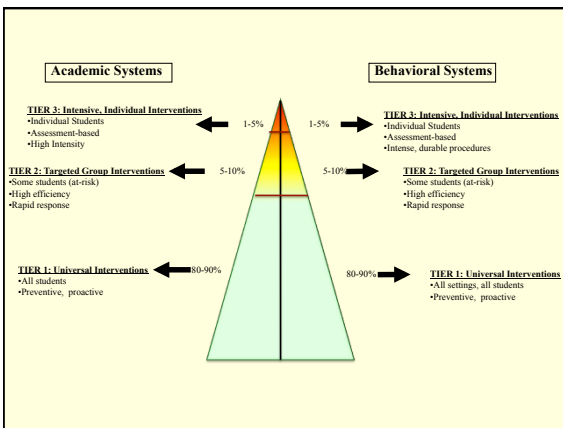 Academic Systems
Behavioral Systems
TIER 3: Intensive, Individual Interventions
•Individual Students
•Assessment-based
•High Intensity
1-5%
1-5%
TIER 3: Intensive, Individual Interventions
•Individual Students
•Assessment-based
•Intense, durable procedures
TIER 2: Targeted Group Interventions
•Some students (at-risk)
•High efficiency
•Rapid response
5-10%
5-10%
TIER 2: Targeted Group Interventions
•Some students (at-risk)
•High efficiency
•Rapid response
TIER 1: Universal Interventions
•All students
•Preventive, proactive
80-90%
80-90%
TIER 1: Universal Interventions
•All settings, all students
•Preventive, proactive